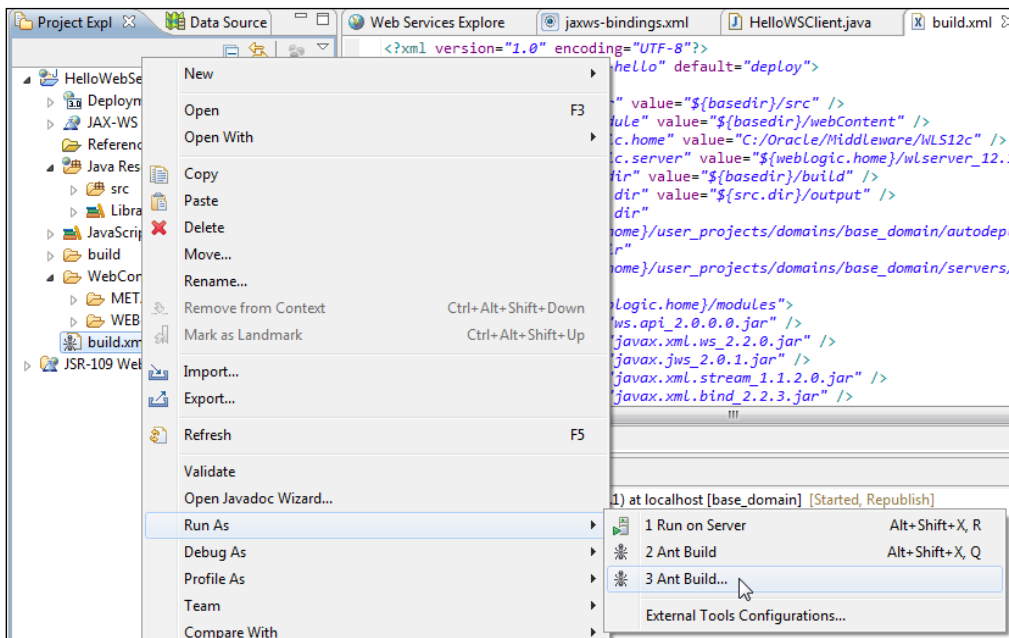 Project Expl
Data Source
Web Services Explore
jaxws-bindings.xml
HelloWSClient.java
build.xml
<?xml version="1.0" encoding="UTF-8"?>
hello" default="deploy">
" value="${basedir}/src" />
dule" value="${basedir}/webContent" />
c.home" value="C:/Oracle/Middleware/WLS12c" />
c.server" value="${weblogic.home}/wlserver_12.
dir" value="${basedir}/build" />
dir" value="${src.dir}/output" />
dir"
home}/user_projects/domains/base_domain/autodep
r"
home}/user_projects/domains/base_domain/servers/
logic.home}/modules">
ws.api_2.0.0.0.jar" />
javax.xml.ws_2.2.0.jar" />
javax.jws_2.0.1.jar" />
javax.xml.stream_1.1.2.0.jar" />
javax.xml.bind_2.2.3.jar" />
HelloWebSe
3.0 Deploym
JAX-WS
Referenc
Java Res
src
Libra
JavaScrip
build
WebCon
META
WEB
build.xm
JSR-109 Wel
New
Open F3
Open With
Copy
Paste
Delete
Move...
Rename...
Remove from Context Ctrl+Alt+Shift+Down
Mark as Landmark Ctrl+Alt+Shift+Up
Import...
Export...
Refresh F5
Validate
Open Javadoc Wizard...
Run As
Debug As
Profile As
Team
Compare With
.1) at localhost [base_domain] [Started, Republish]
1 Run on Server Alt+Shift+X, R
2 Ant Build Alt+Shift+X, Q
3 Ant Build...
External Tools Configurations...